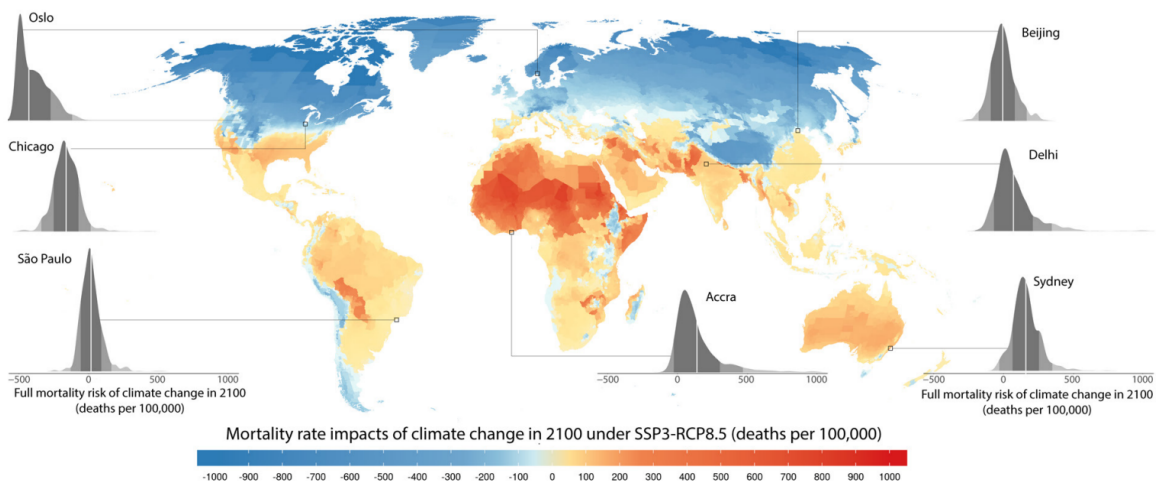 Oslo
Beijing
Chicago
Delhi
São Paulo
Accra
Sydney
−500 0 500 1000
Full mortality risk of climate change in 2100
(deaths per 100,000)
−500 0 500 1000
−500 0 500 1000
Full mortality risk of climate change in 2100
(deaths per 100,000)
Mortality rate impacts of climate change in 2100 under SSP3-RCP8.5 (deaths per 100,000)
-1000 -900 -800 -700 -600 -500 -400 -300 -200 -100 0 100 200 300 400 500 600 700 800 900 1000